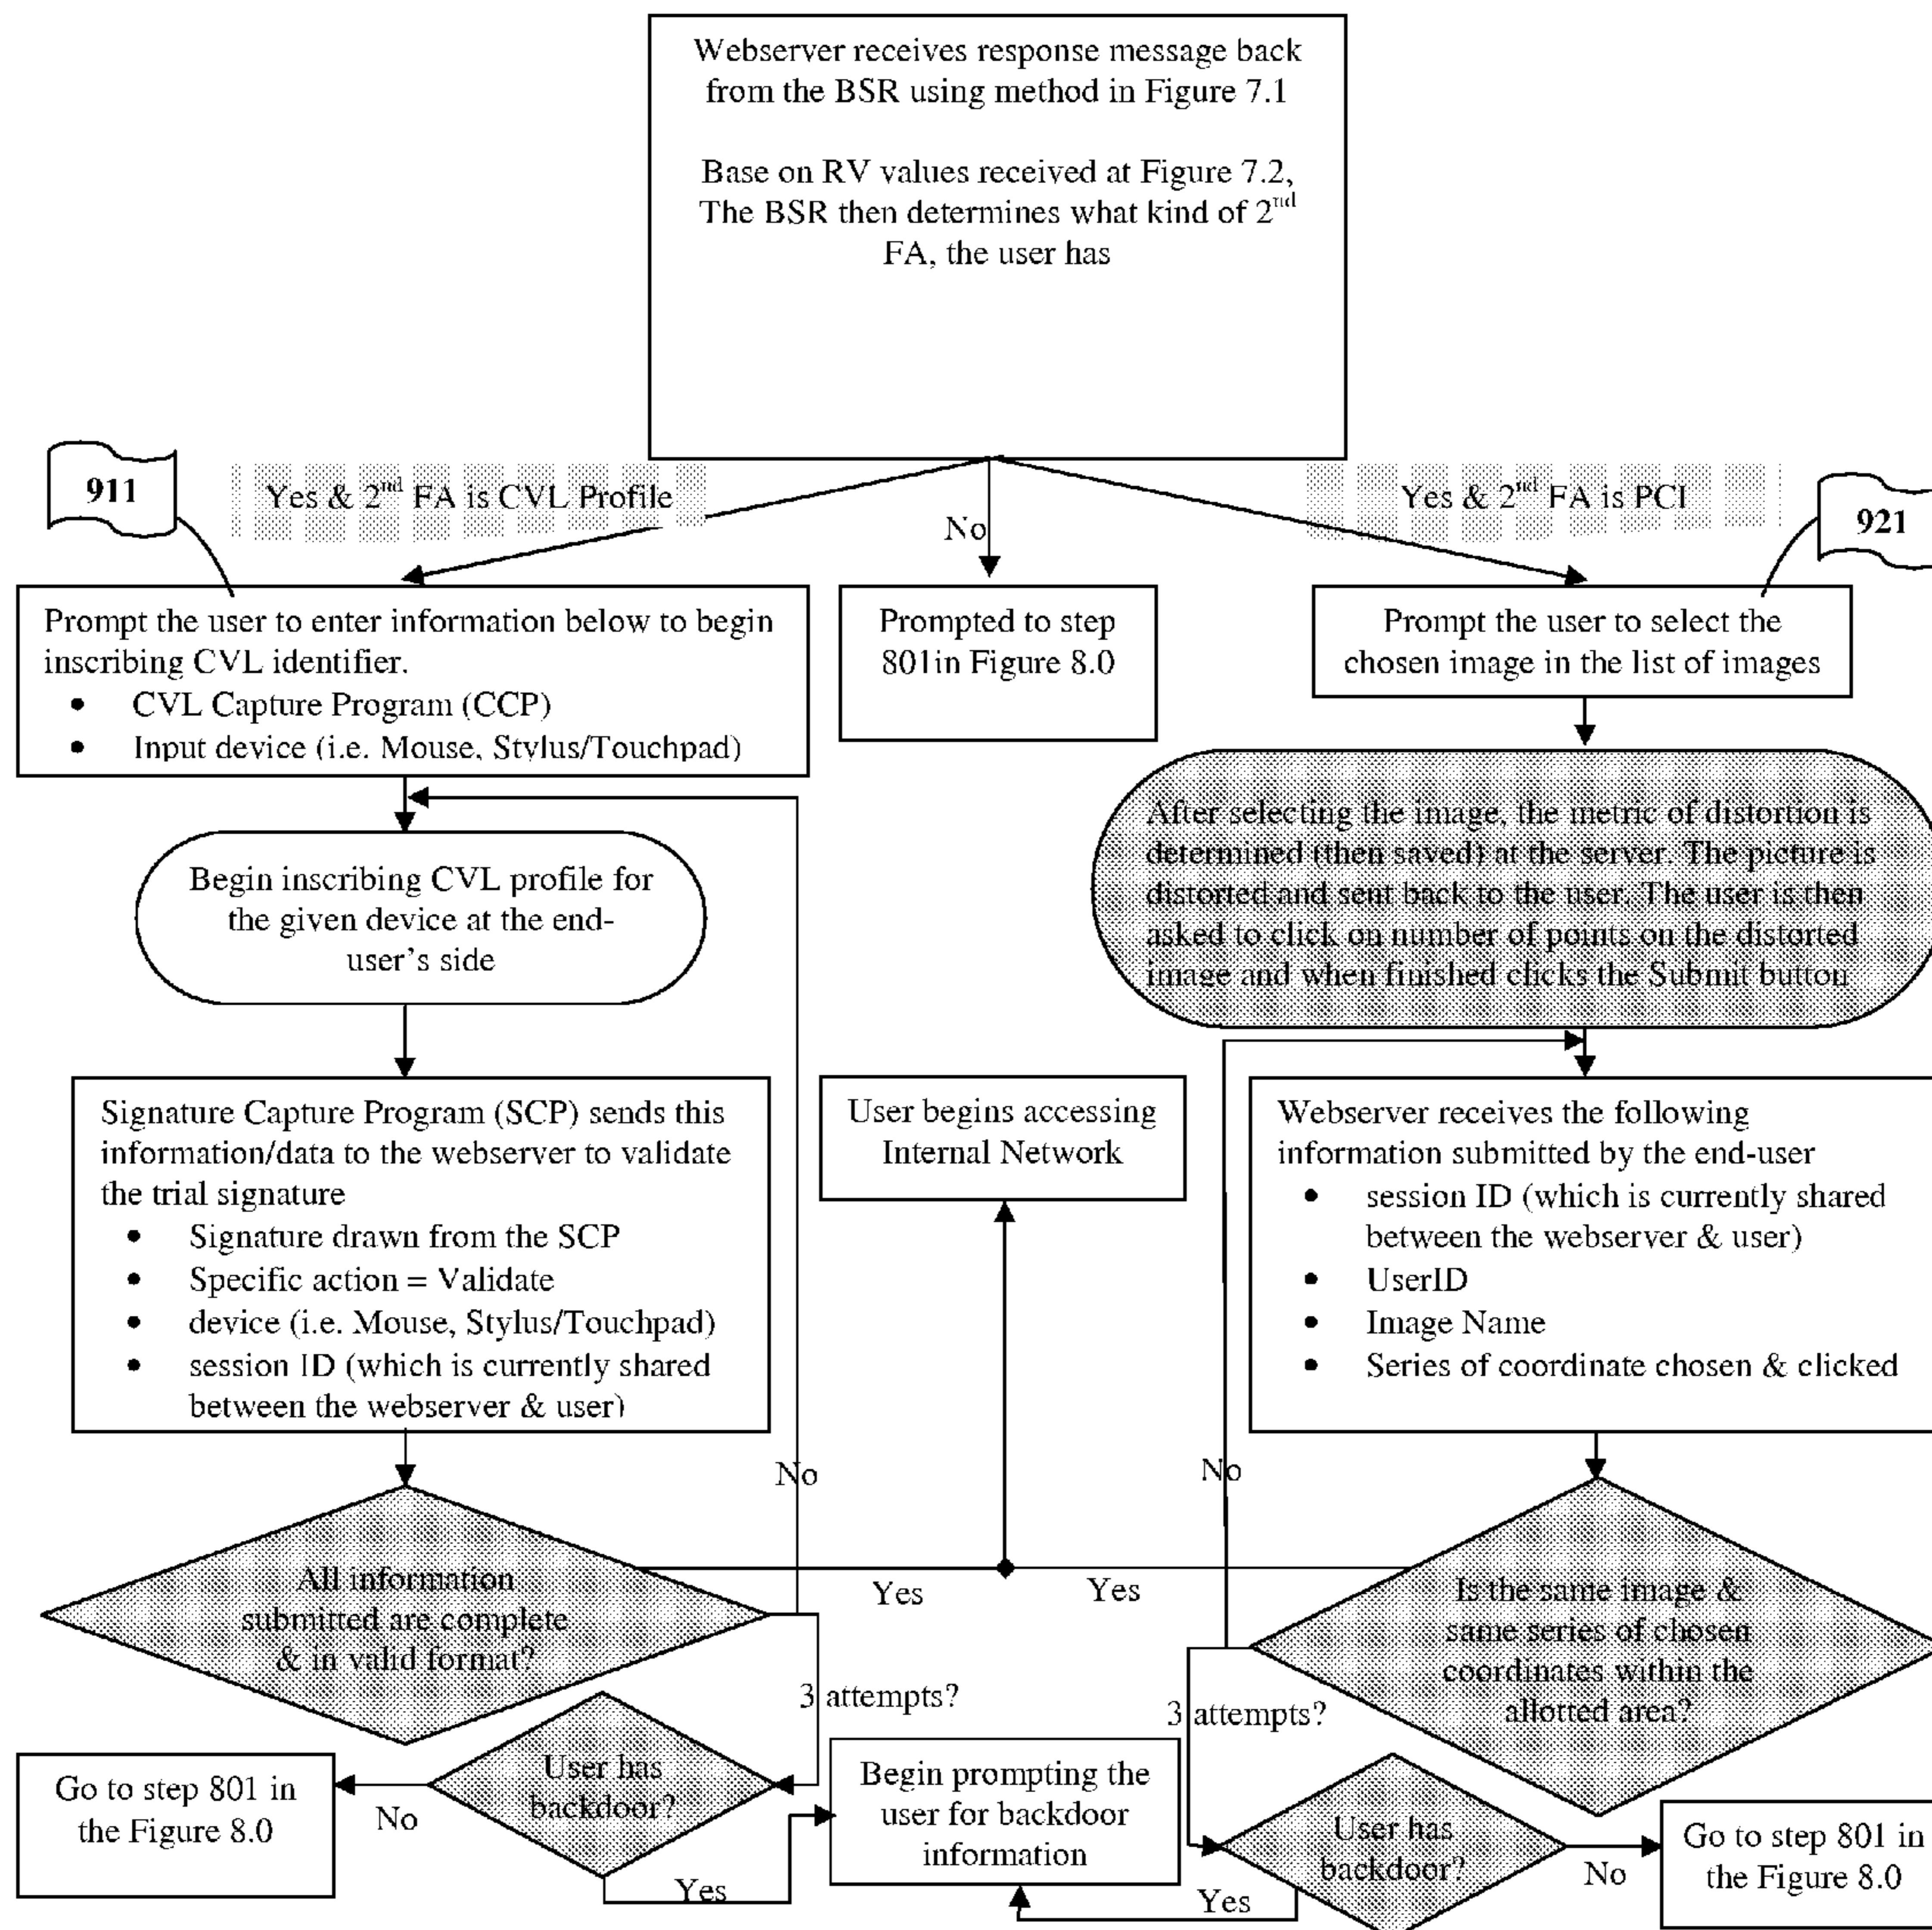 Webserver receives response message back
from the BSR using method in Figure 7.1
Base on RV values received at Figure 7.2,
The BSR then determines what kind of 2nd
FA, the user has
911
Yes & 2nd FA is CVL Profile
No
Yes & 2nd FA is PCI
921
Prompt the user to enter information below to begin
inscribing CVL identifier.
• CVL Capture Program (CCP)
• Input device (i.e. Mouse, Stylus/Touchpad)
Prompted to step
801in Figure 8.0
Prompt the user to select the
chosen image in the list of images
Begin inscribing CVL profile for
the given device at the end-
user's side
After selecting the image, the metric of distortion is
determined (then saved) at the server. The picture is
distorted and sent back to the user. The user is then
asked to click on number of points on the distorted
image and when finished clicks the Submit button
Signature Capture Program (SCP) sends this
information/data to the webserver to validate
the trial signature
• Signature drawn from the SCP
• Specific action = Validate
• device (i.e. Mouse, Stylus/Touchpad)
• session ID (which is currently shared
between the webserver & user)
User begins accessing
Internal Network
Webserver receives the following
information submitted by the end-user
• session ID (which is currently shared
between the webserver & user)
• UserID
• Image Name
• Series of coordinate chosen & clicked
No
No
All information
submitted are complete
& in valid format?
Yes
Yes
Is the same image &
same series of chosen
coordinates within the
allotted area?
3 attempts?
3 attempts?
Go to step 801 in
the Figure 8.0
No
User has
backdoor?
Yes
Begin prompting the
user for backdoor
information
Yes
User has
backdoor?
No
Go to step 801 in
the Figure 8.0